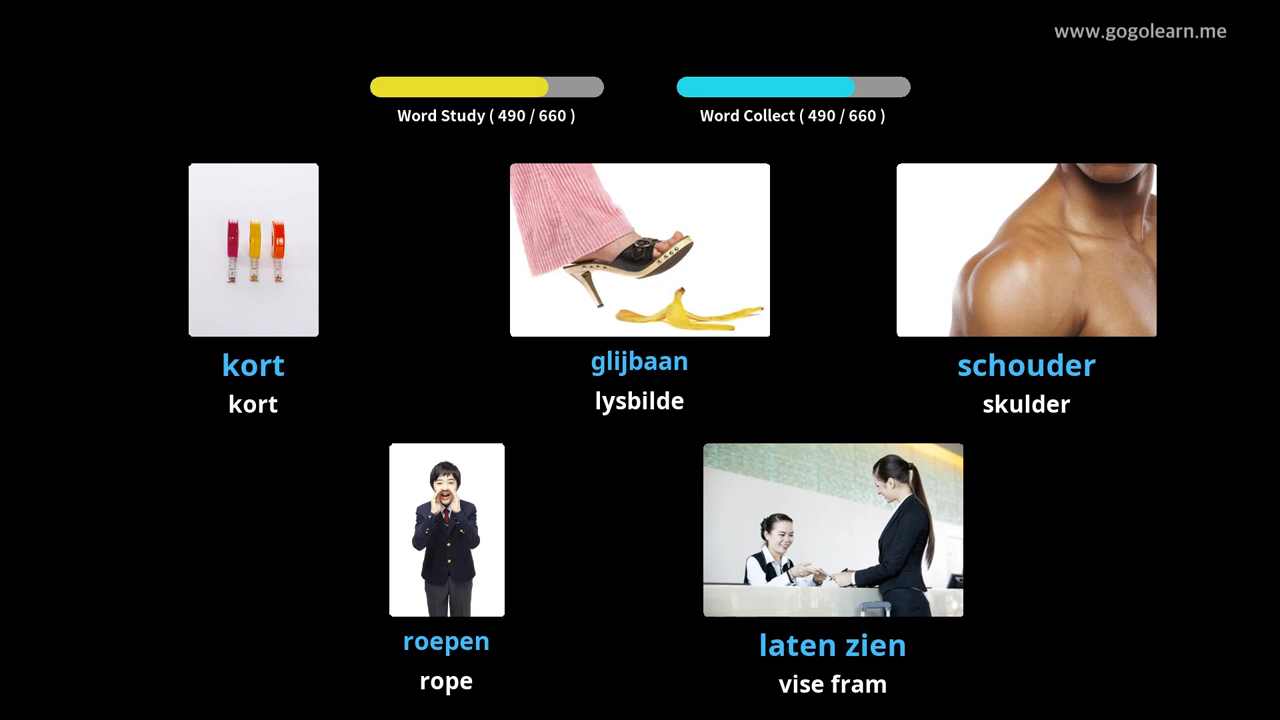 www.gogolearn.me
Word Study ( 490 / 660 )
Word Collect ( 490 / 660 )
kort
kort
glijbaan
lysbilde
schouder
skulder
roepen
rope
laten zien
vise fram